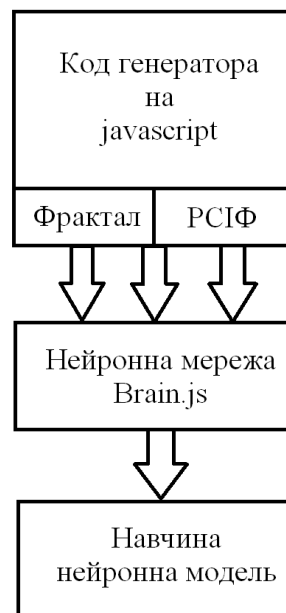 Код генератора
на
javascript
Фрактал РСІФ
Нейронна мережа
Brain.js
Навчина
нейронна модель